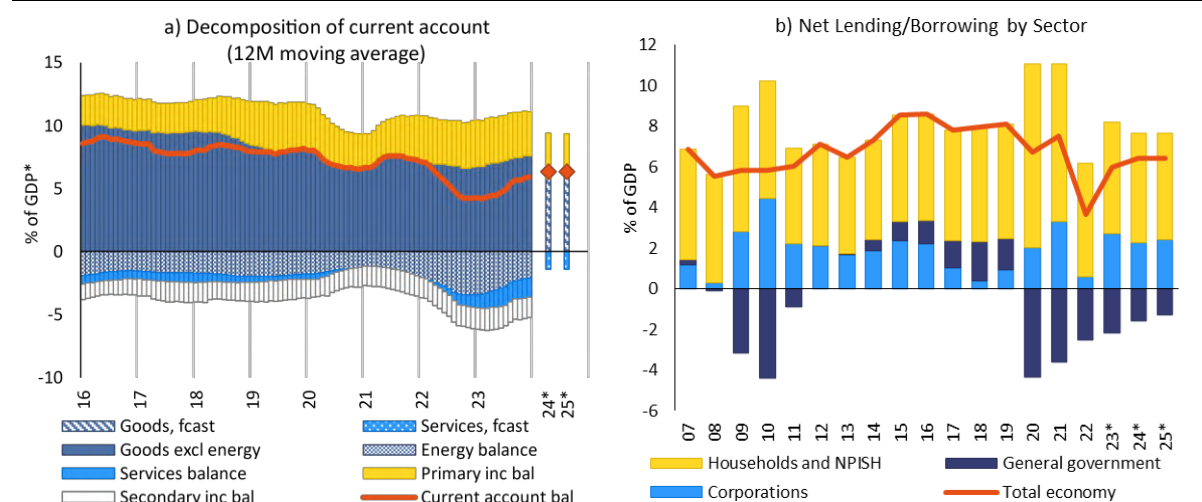 a) Decomposition of current account
(12M moving average)
% of GDP*
15
10
5
0
-5
-10
16 17 18 19 20 21 22 23 24* 25*
Goods, fcast
Services, fcast
Goods excl energy
Energy balance
Services balance
Primary inc bal
Secondary inc bal
Current account bal
b) Net Lending/Borrowing by Sector
% of GDP
12
10
8
6
4
2
0
-2
-4
-6
07 08 09 10 11 12 13 14 15 16 17 18 19 20 21 22 23* 24* 25*
Households and NPISH
General government
Corporations
Total economy